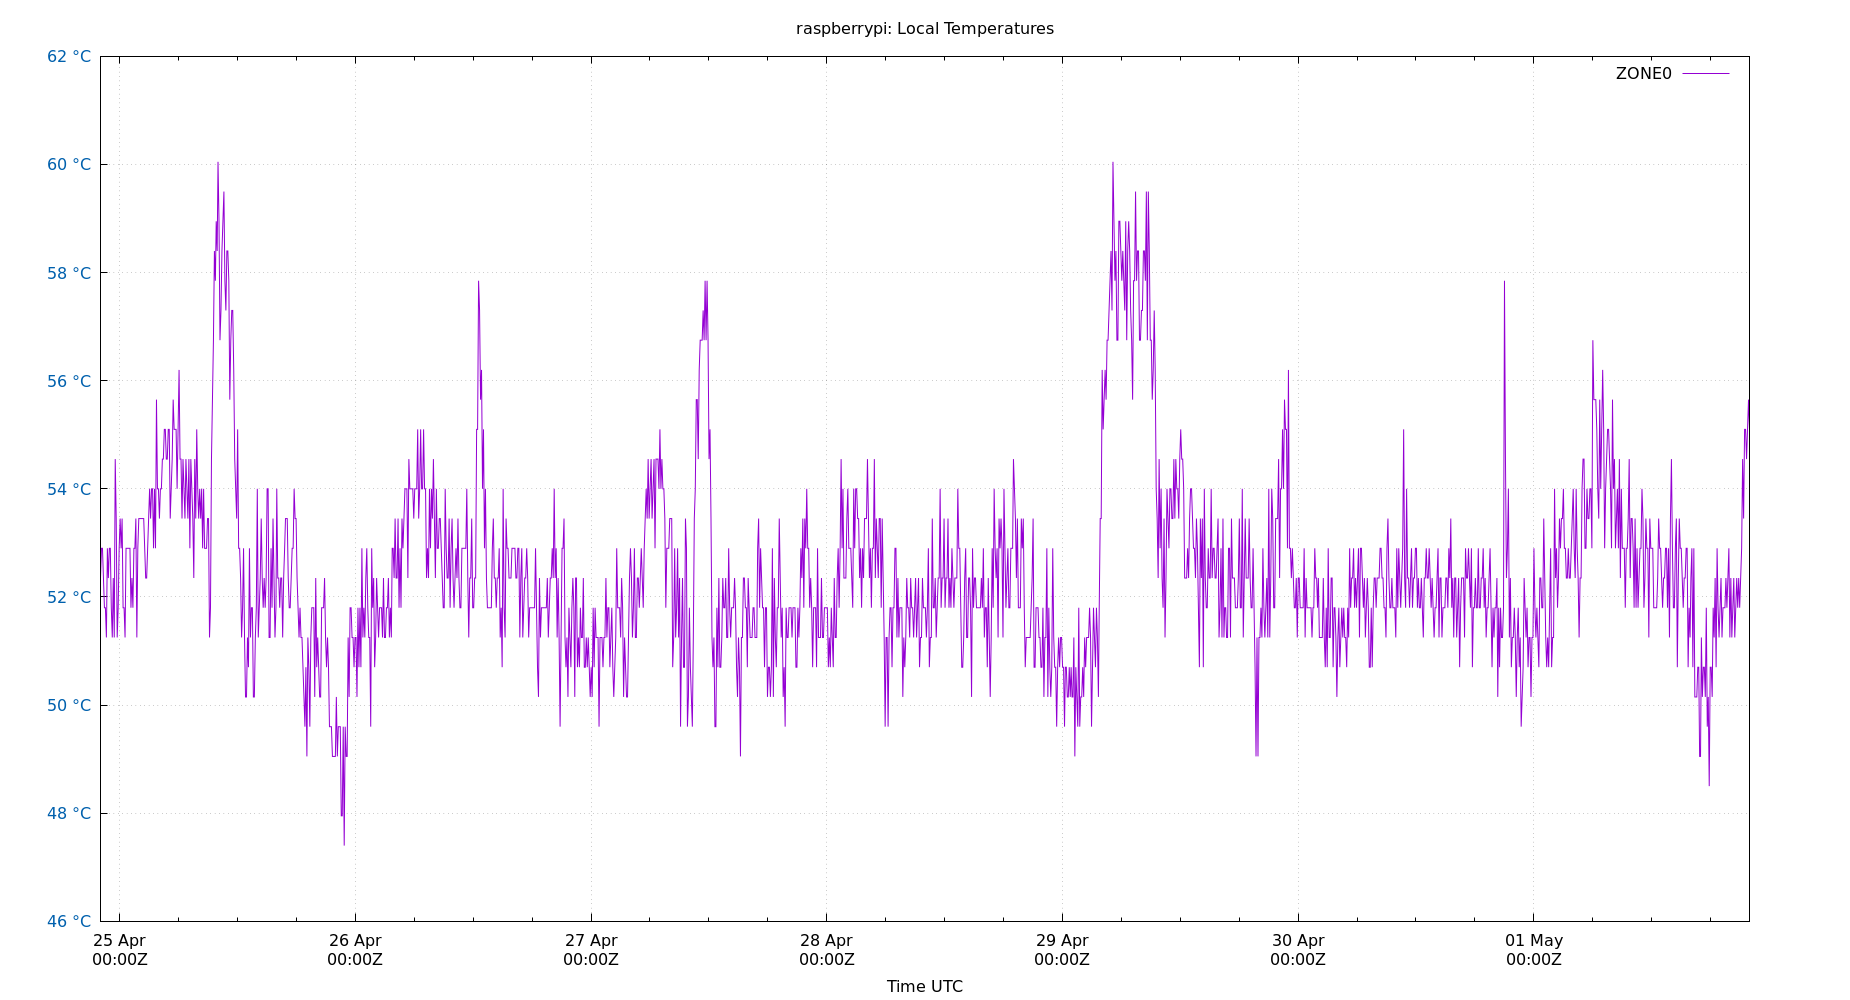 raspberrypi: Local Temperatures
62 °C
ZONE0
60 °C
58 °C
56 °C
54 °C
52 °C
50 °C
48 °C
46 °C
25 Apr 26 Apr 27 Apr 28 Apr 29 Apr 30 Apr 01 May
00:00Z 00:00Z 00:00Z 00:00Z 00:00Z 00:00Z 00:00Z
Time UTC